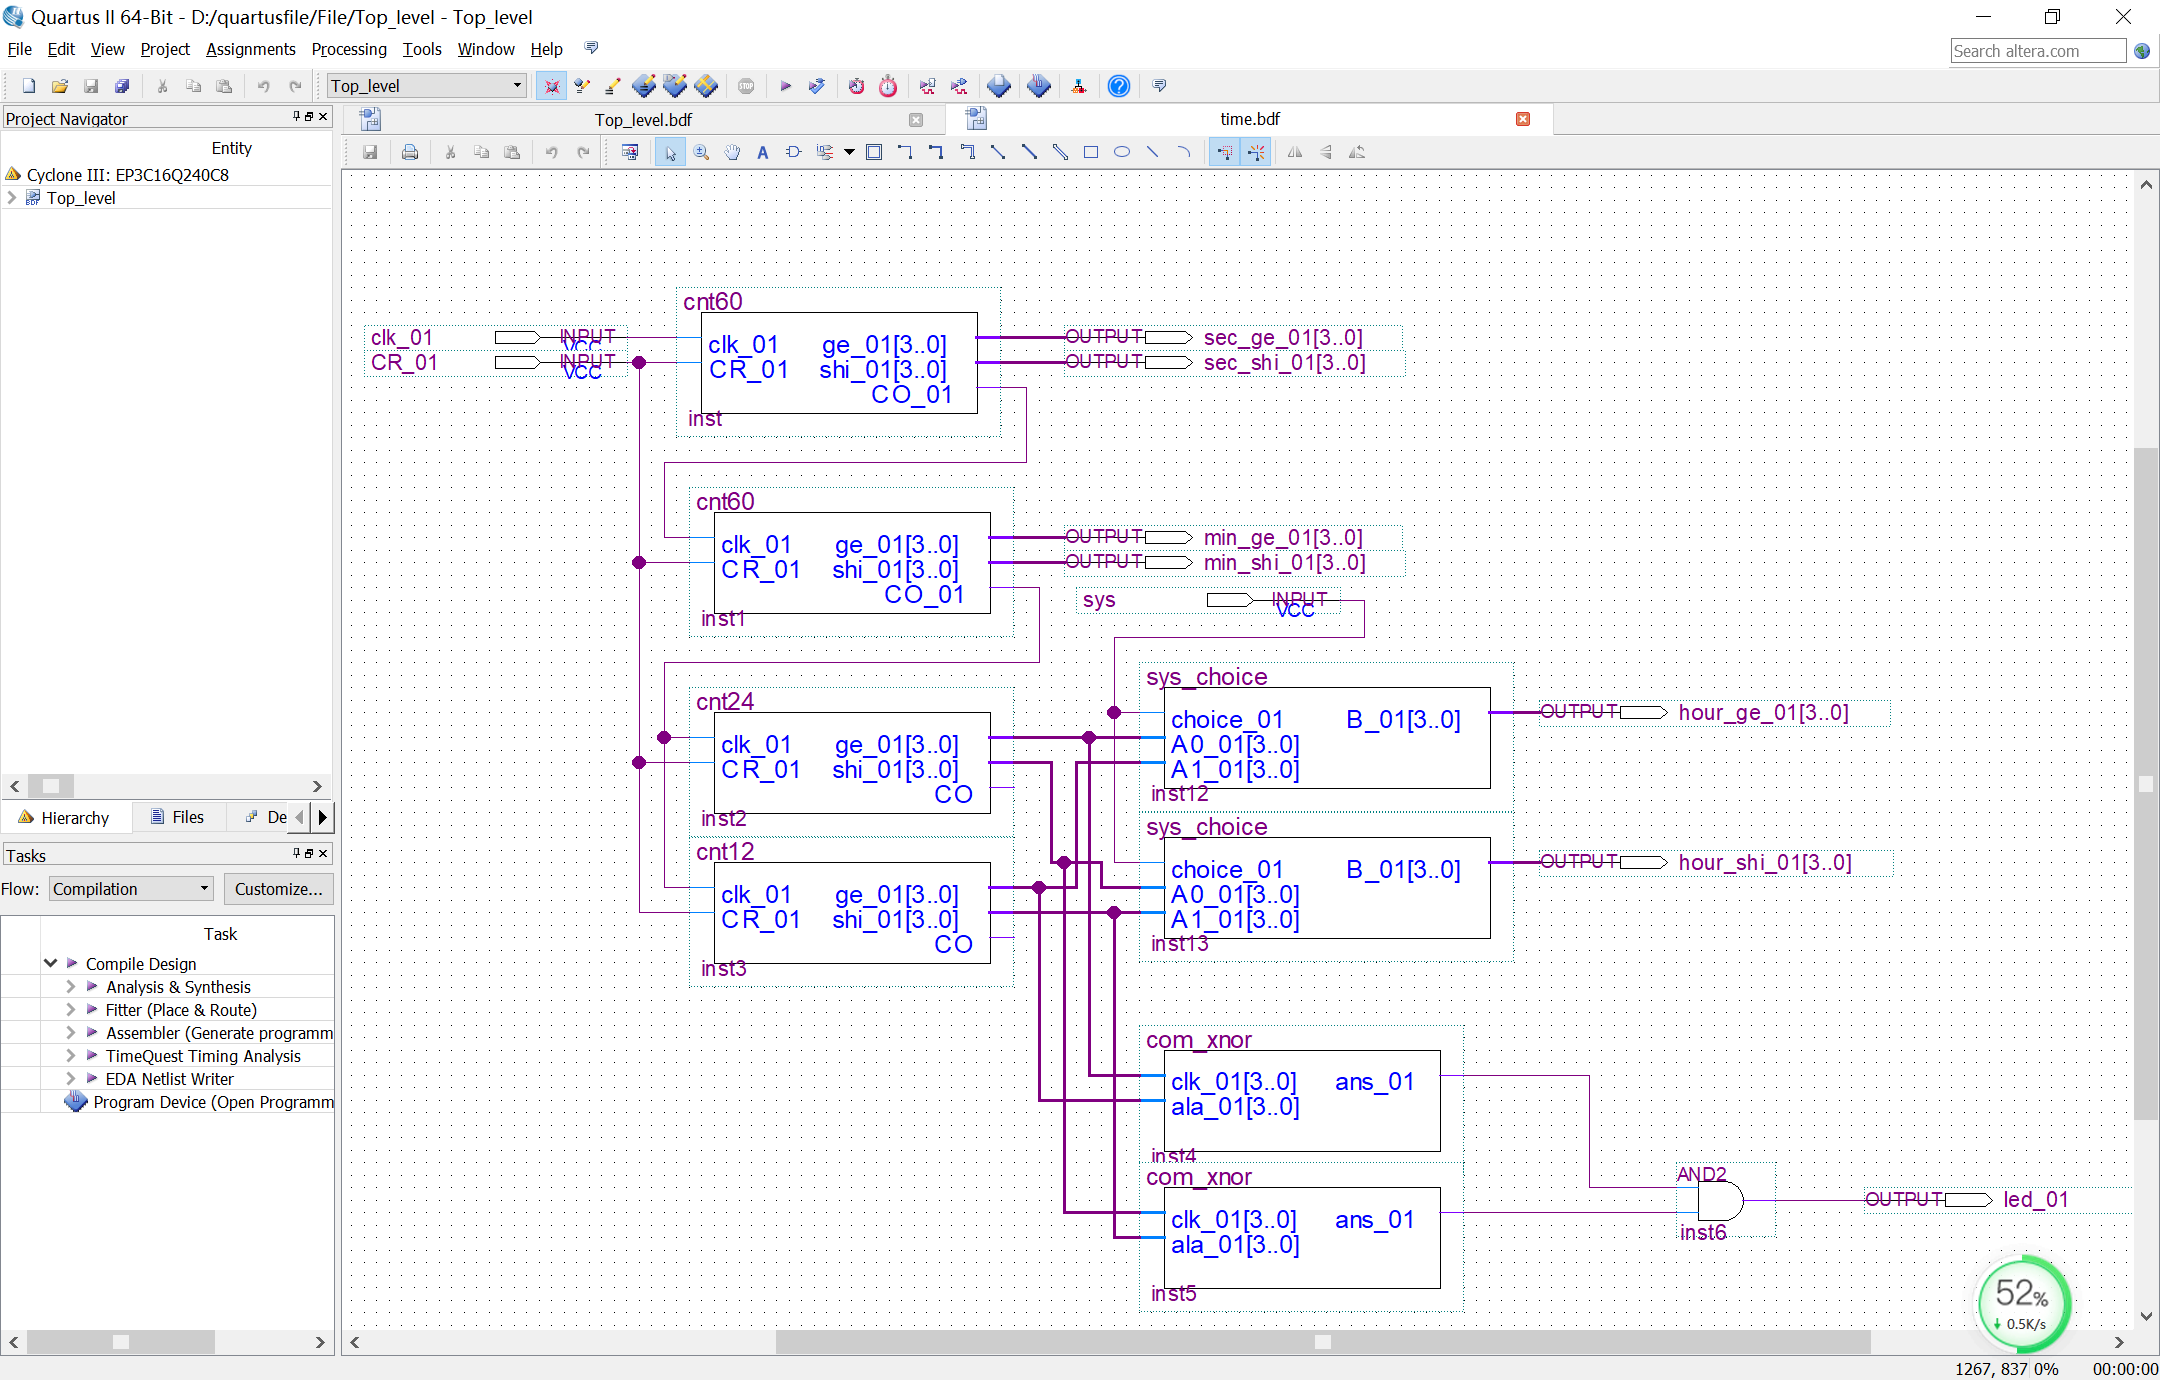 Quartus II 64-Bit - D:/quartusfile/File/Top_level - Top_level
File Edit View Project Assignments Processing Tools Window Help
Search altera.com
Top_level
STOP
Project Navigator
Entity
Cyclone III: EP3C16Q240C8
Top_level
Hierarchy Files De
Tasks
Flow: Compilation Customize...
Task
Compile Design
Analysis & Synthesis
Fitter (Place & Route)
Assembler (Generate programm
TimeQuest Timing Analysis
EDA Netlist Writer
Program Device (Open Programm
Top_level.bdf time.bdf
cnt60
clk_01 INPUT
VCC
CR_01 INPUT
VCC
clk_01 ge_01[3..0]
CR_01 shi_01[3..0]
CO_01
inst
OUTPUT sec_ge_01[3..0]
OUTPUT sec_shi_01[3..0]
cnt60
clk_01 ge_01[3..0]
CR_01 shi_01[3..0]
CO_01
inst1
OUTPUT min_ge_01[3..0]
OUTPUT min_shi_01[3..0]
sys INPUT
VCC
cnt24
clk_01 ge_01[3..0]
CR_01 shi_01[3..0]
CO
inst2
sys_choice
choice_01 B_01[3..0]
A0_01[3..0]
A1_01[3..0]
inst12
OUTPUT hour_ge_01[3..0]
cnt12
clk_01 ge_01[3..0]
CR_01 shi_01[3..0]
CO
inst3
sys_choice
choice_01 B_01[3..0]
A0_01[3..0]
A1_01[3..0]
inst13
OUTPUT hour_shi_01[3..0]
com_xnor
clk_01[3..0] ans_01
ala_01[3..0]
inst4
com_xnor
clk_01[3..0] ans_01
ala_01[3..0]
inst5
AND2
inst6
OUTPUT led_01
52%
0.5K/s
1267, 837 0% 00:00:00